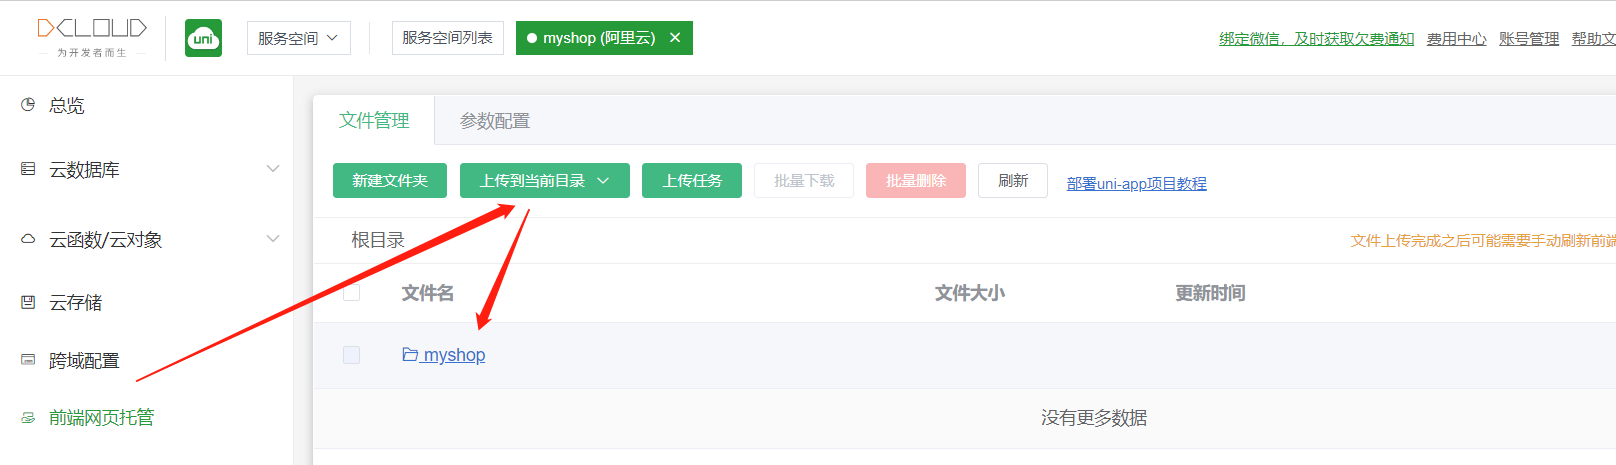 DCLOUD
为开发者而生
uni
服务空间
服务空间列表
myshop (阿里云)
绑定微信，及时获取欠费通知
费用中心
账号管理
帮助文
总览
云数据库
云函数/云对象
云存储
跨域配置
前端网页托管
文件管理
参数配置
新建文件夹
上传到当前目录
上传任务
批量下载
批量删除
刷新
部署uni-app项目教程
根目录
文件上传完成之后可能需要手动刷新前端
文件名
文件大小
更新时间
myshop
没有更多数据